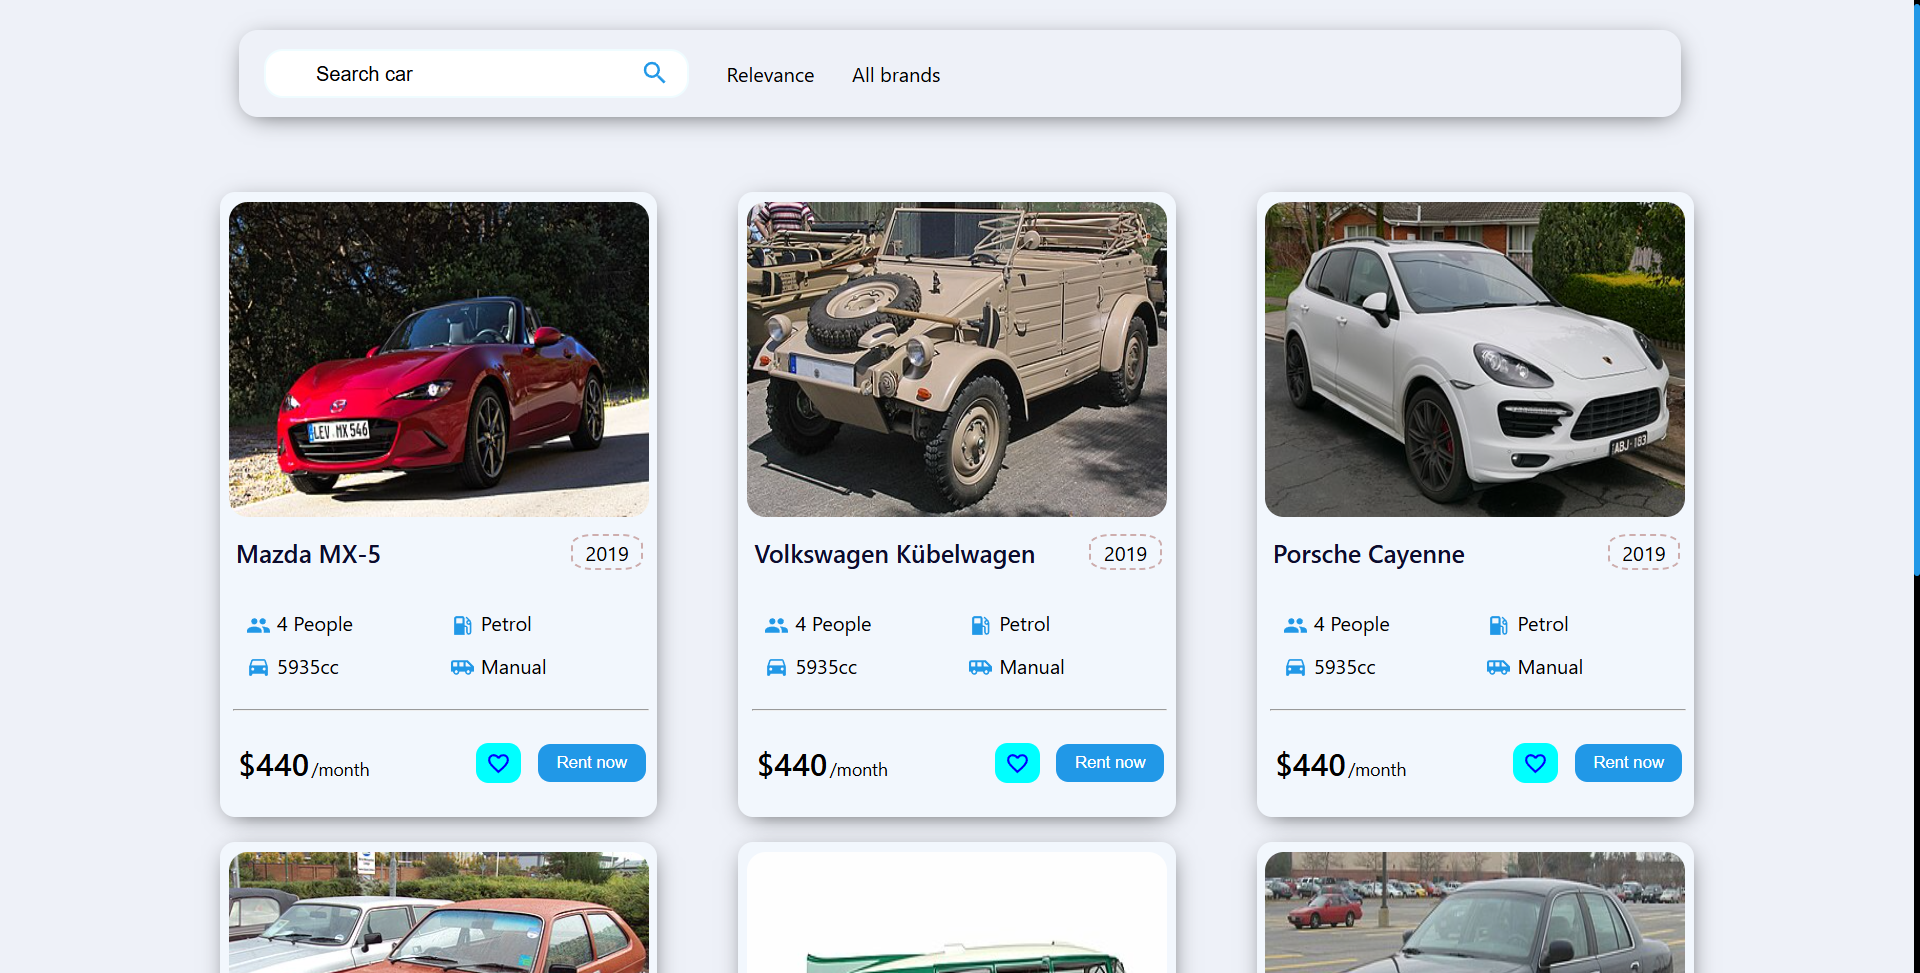 Search car
Relevance
All brands
LEV MX 546
ABJ-183
Mazda MX-5
2019
Volkswagen Kübelwagen
2019
Porsche Cayenne
2019
4 People
Petrol
4 People
Petrol
4 People
Petrol
5935cc
Manual
5935cc
Manual
5935cc
Manual
$440/month
Rent now
$440/month
Rent now
$440/month
Rent now